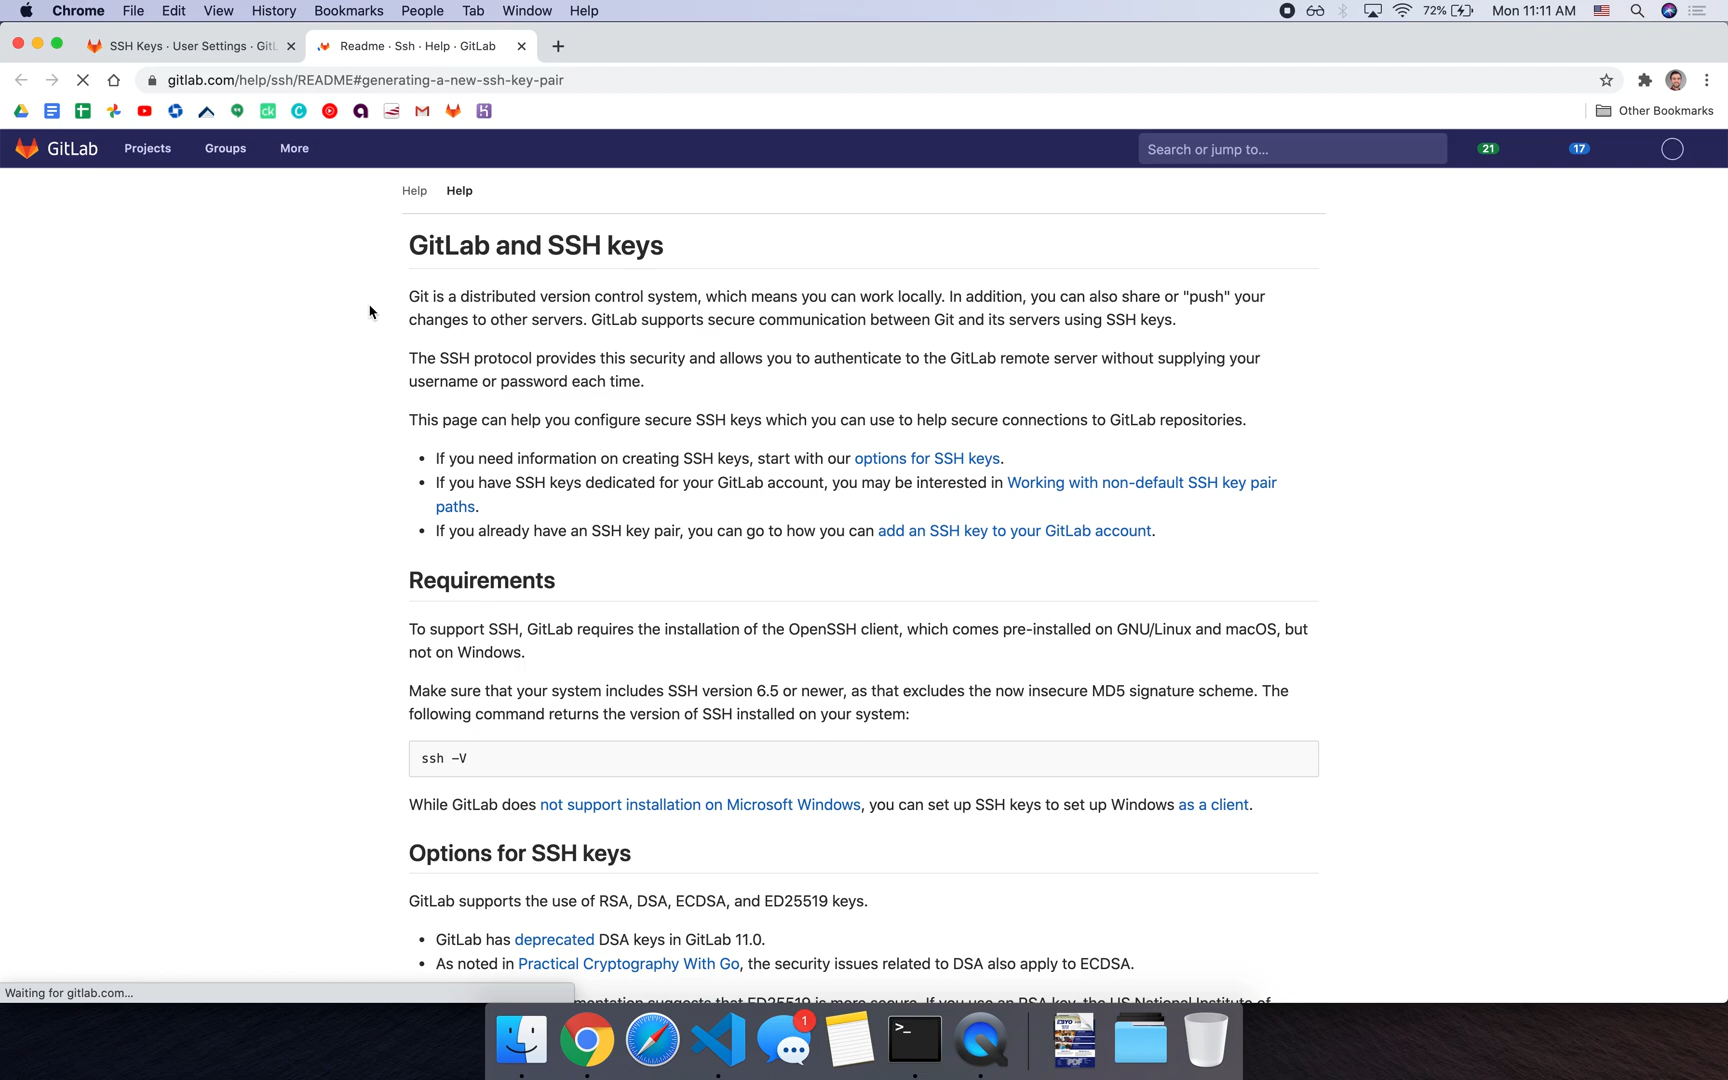 Chrome File Edit View History Bookmarks People Tab Window Help 72% Mon 11:11 AM
SSH Keys · User Settings · GitL Readme · Ssh · Help · GitLab
gitlab.com/help/ssh/README#generating-a-new-ssh-key-pair
Other Bookmarks
GitLab Projects Groups More Search or jump to... 21 17
Help Help
GitLab and SSH keys
Git is a distributed version control system, which means you can work locally. In addition, you can also share or "push" your
changes to other servers. GitLab supports secure communication between Git and its servers using SSH keys.
The SSH protocol provides this security and allows you to authenticate to the GitLab remote server without supplying your
username or password each time.
This page can help you configure secure SSH keys which you can use to help secure connections to GitLab repositories.
• If you need information on creating SSH keys, start with our options for SSH keys.
• If you have SSH keys dedicated for your GitLab account, you may be interested in Working with non-default SSH key pair
paths.
• If you already have an SSH key pair, you can go to how you can add an SSH key to your GitLab account.
Requirements
To support SSH, GitLab requires the installation of the OpenSSH client, which comes pre-installed on GNU/Linux and macOS, but
not on Windows.
Make sure that your system includes SSH version 6.5 or newer, as that excludes the now insecure MD5 signature scheme. The
following command returns the version of SSH installed on your system:
ssh -V
While GitLab does not support installation on Microsoft Windows, you can set up SSH keys to set up Windows as a client.
Options for SSH keys
GitLab supports the use of RSA, DSA, ECDSA, and ED25519 keys.
• GitLab has deprecated DSA keys in GitLab 11.0.
• As noted in Practical Cryptography With Go, the security issues related to DSA also apply to ECDSA.
Waiting for gitlab.com...
suggests that ED25519 is more secure. If you use an RSA key, the US National Institute of
1